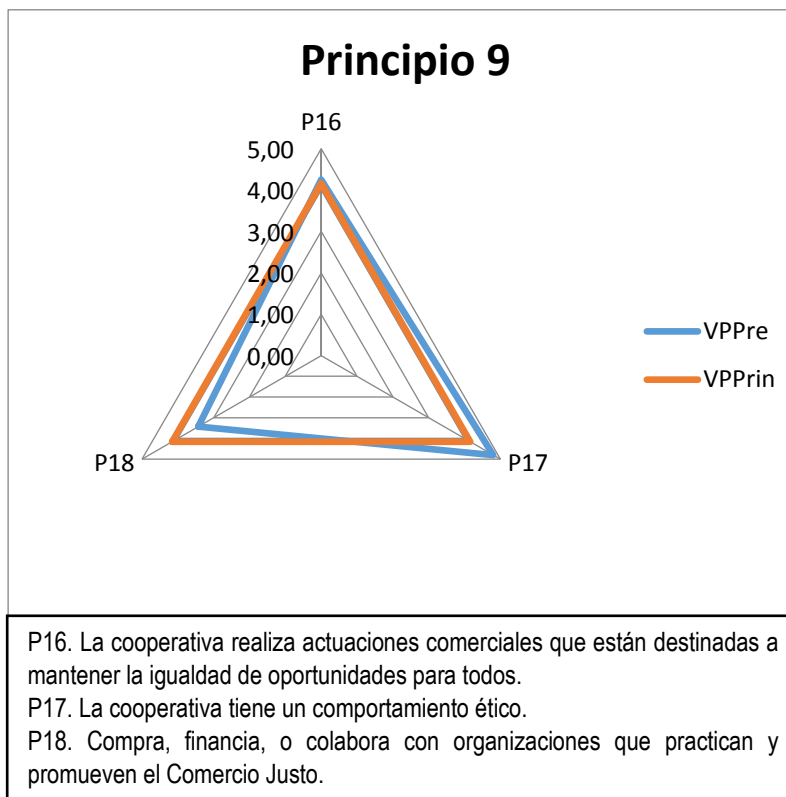 Principio 9
P16
5,00
4,00
3,00
2,00
1,00
0,00
VPPre
VPPrin
P18
P17
P16. La cooperativa realiza actuaciones comerciales que están destinadas a
mantener la igualdad de oportunidades para todos.
P17. La cooperativa tiene un comportamiento ético.
P18. Compra, financia, o colabora con organizaciones que practican y
promueven el Comercio Justo.